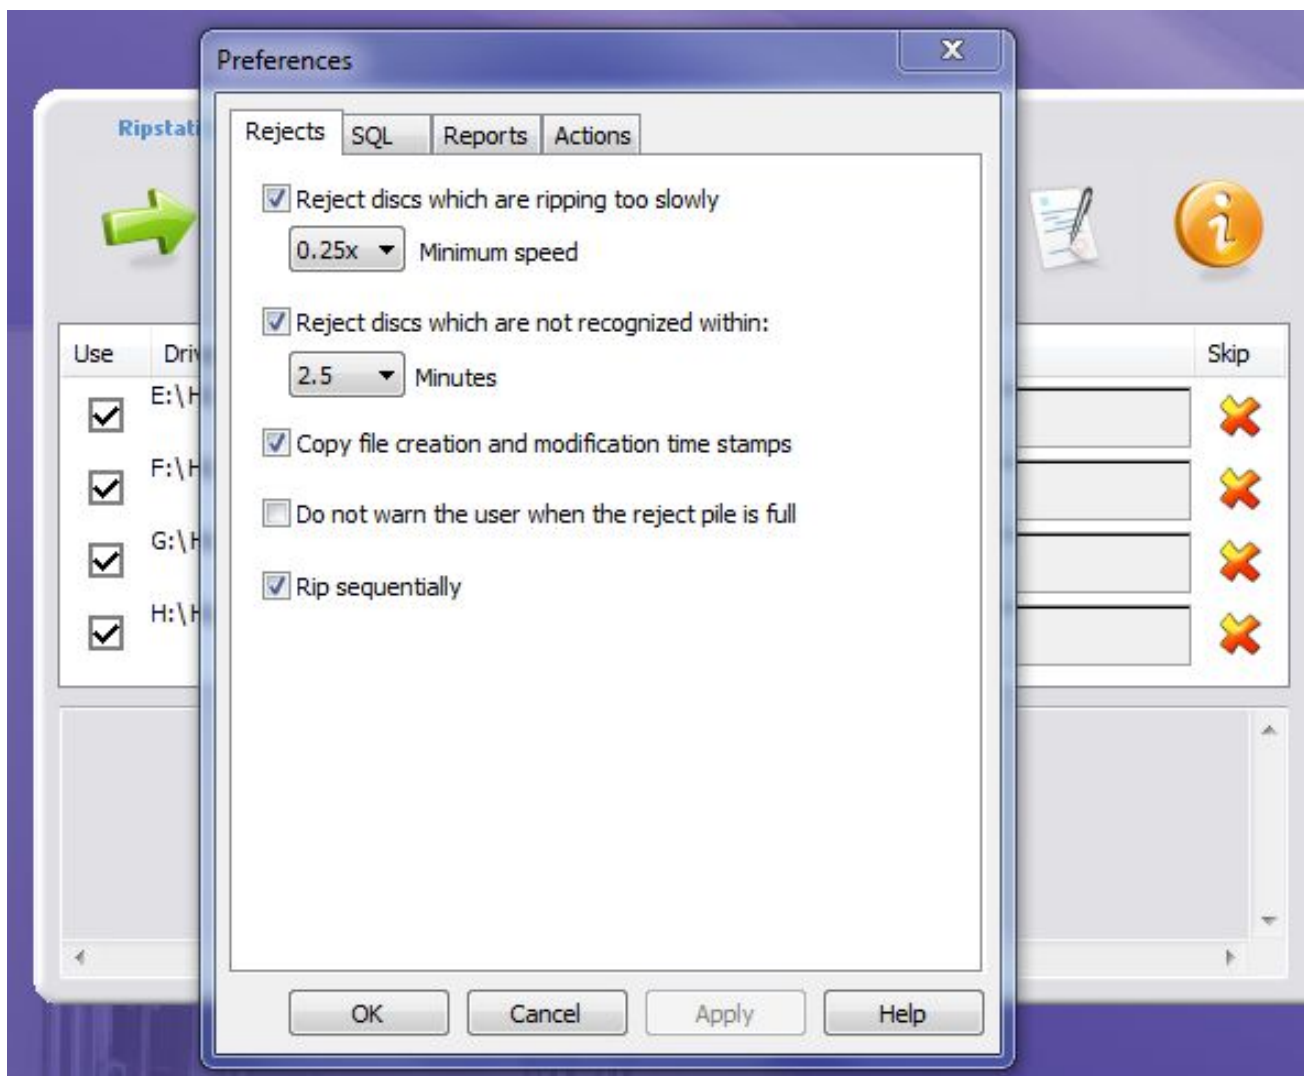 Preferences
X
Ripstati
Rejects SQL Reports Actions
Reject discs which are ripping too slowly
0.25x Minimum speed
Reject discs which are not recognized within:
2.5 Minutes
Copy file creation and modification time stamps
Do not warn the user when the reject pile is full
Rip sequentially
Use Driv Skip
E:\H
F:\H
G:\H
H:\H
OK Cancel Apply Help